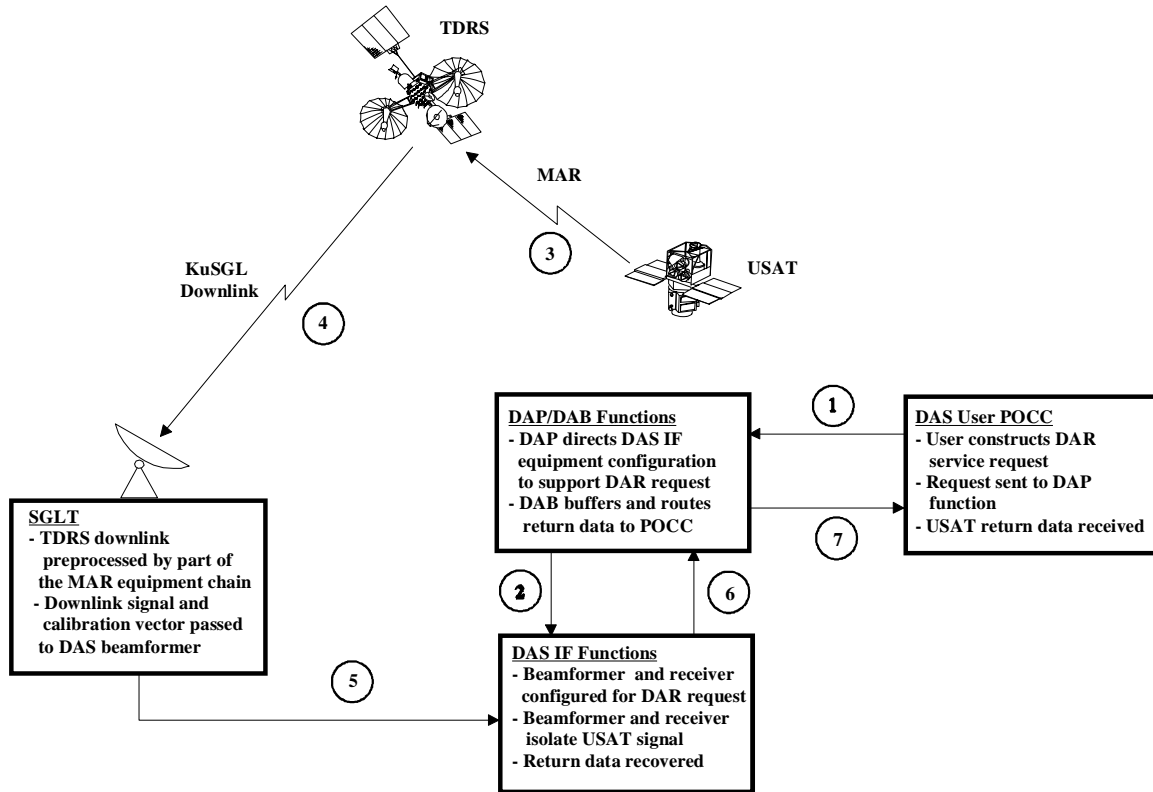 TDRS
MAR
3
USAT
KuSGL
Downlink
4
1
DAP/DAB Functions
- DAP directs DAS IF
equipment configuration
to support DAR request
- DAB buffers and routes
return data to POCC
DAS User POCC
- User constructs DAR
service request
- Request sent to DAP
function
- USAT return data received
7
SGLT
- TDRS downlink
preprocessed by part of
the MAR equipment chain
- Downlink signal and
calibration vector passed
to DAS beamformer
2
6
5
DAS IF Functions
- Beamformer and receiver
configured for DAR request
- Beamformer and receiver
isolate USAT signal
- Return data recovered